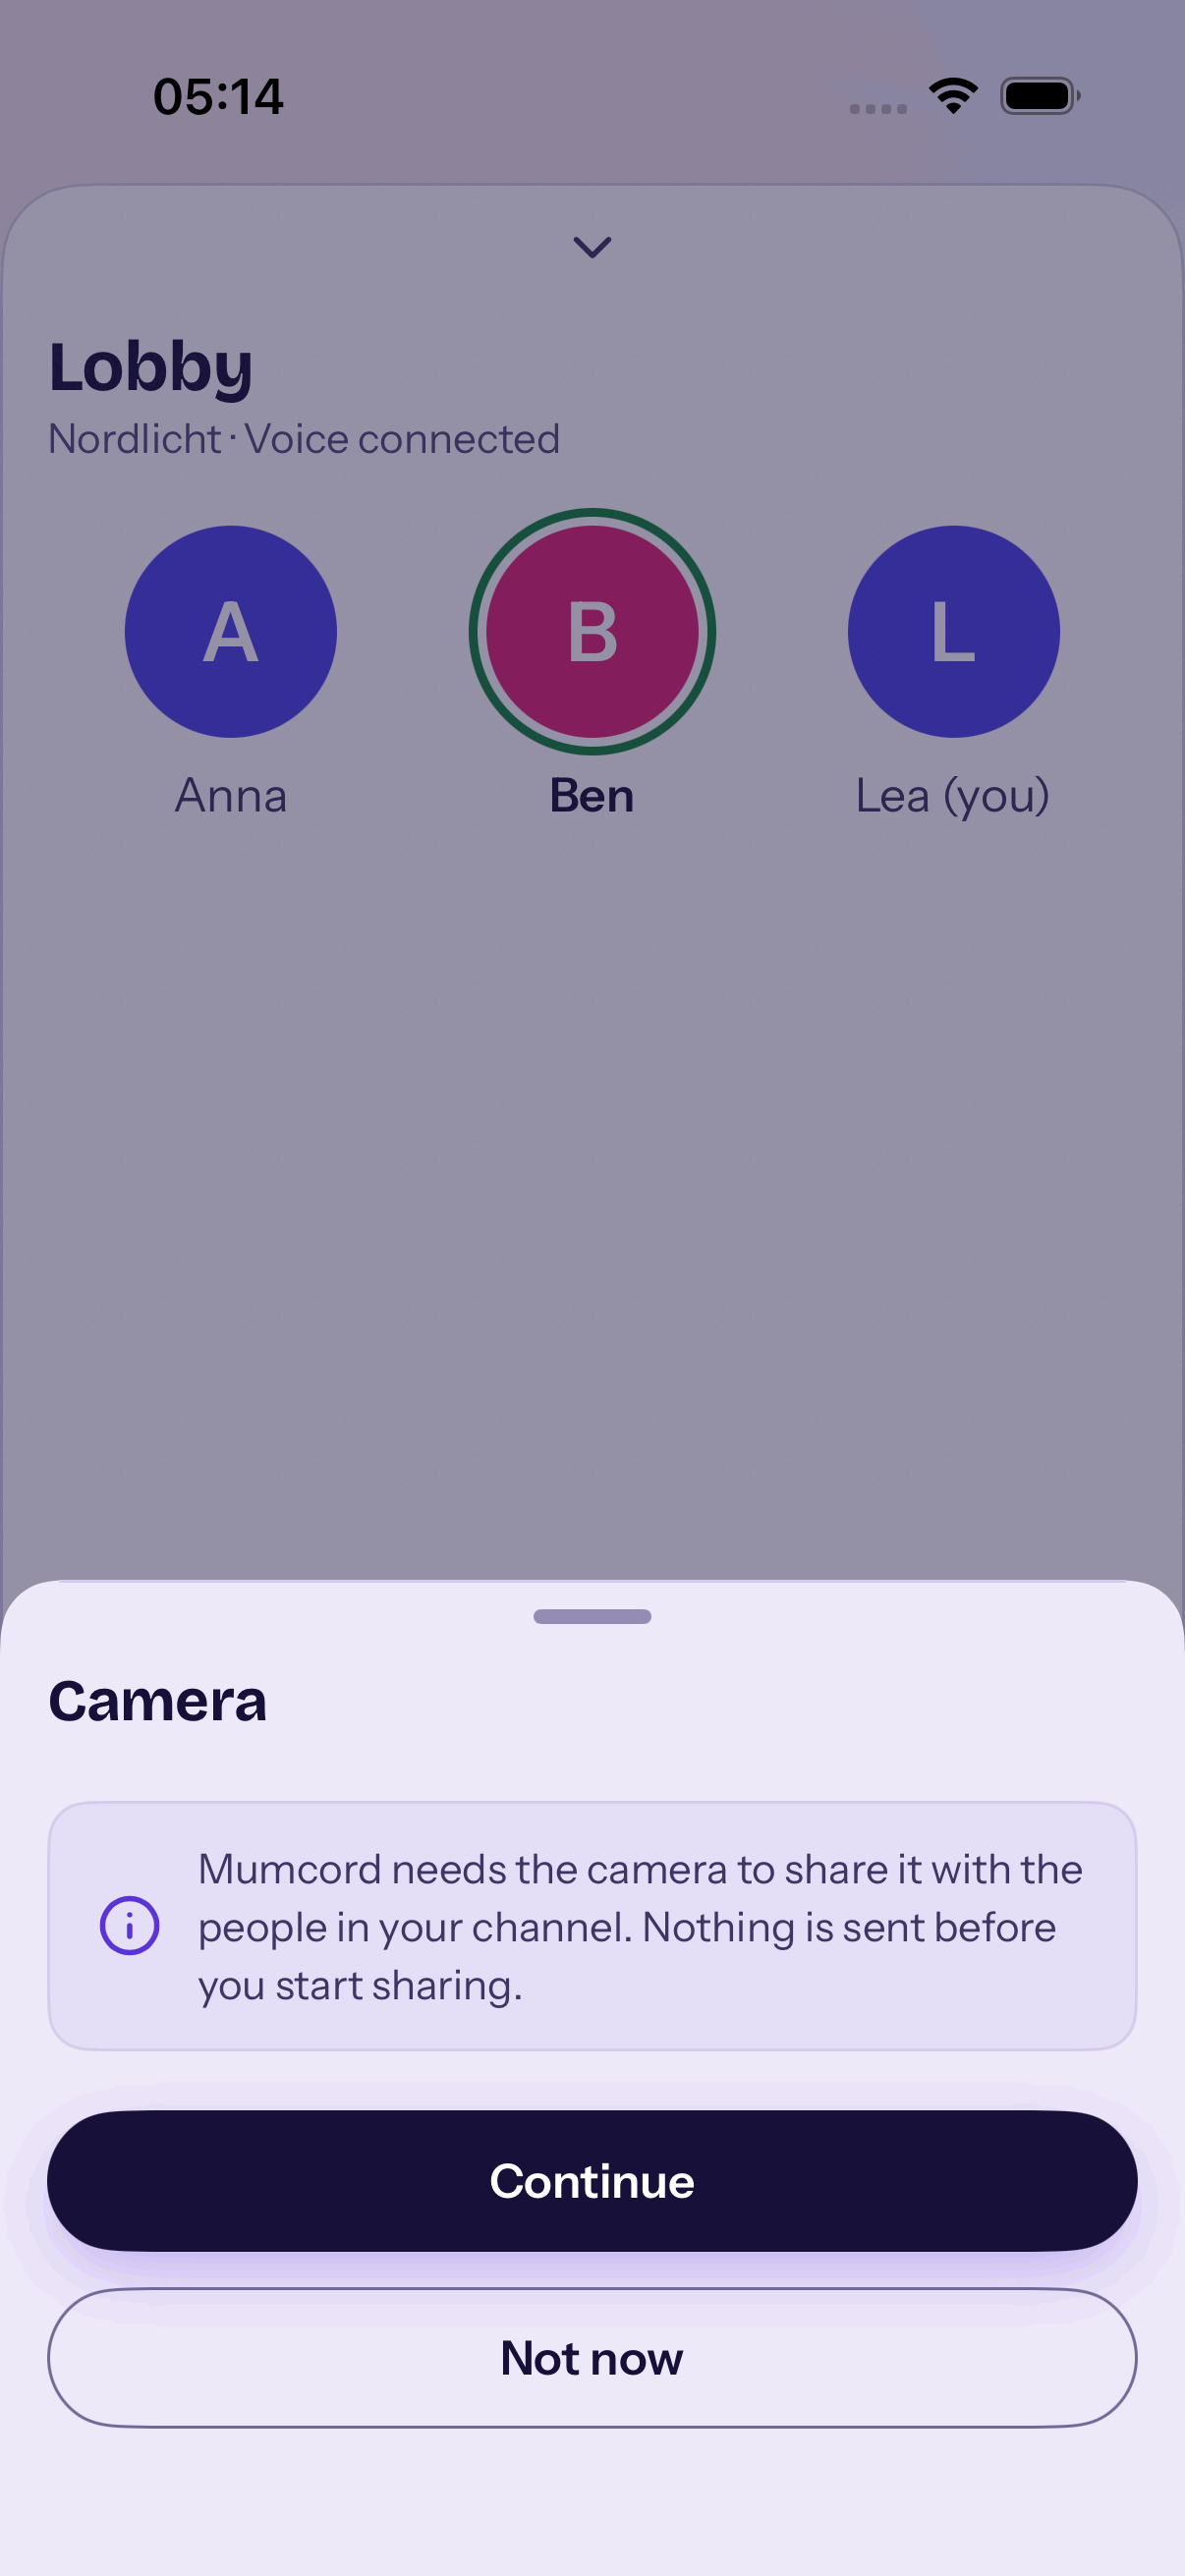 05:14
Lobby
Nordlicht · Voice connected
A
B
L
Anna
Ben
Lea (you)
Camera
Mumcord needs the camera to share it with the
people in your channel. Nothing is sent before
you start sharing.
Continue
Not now